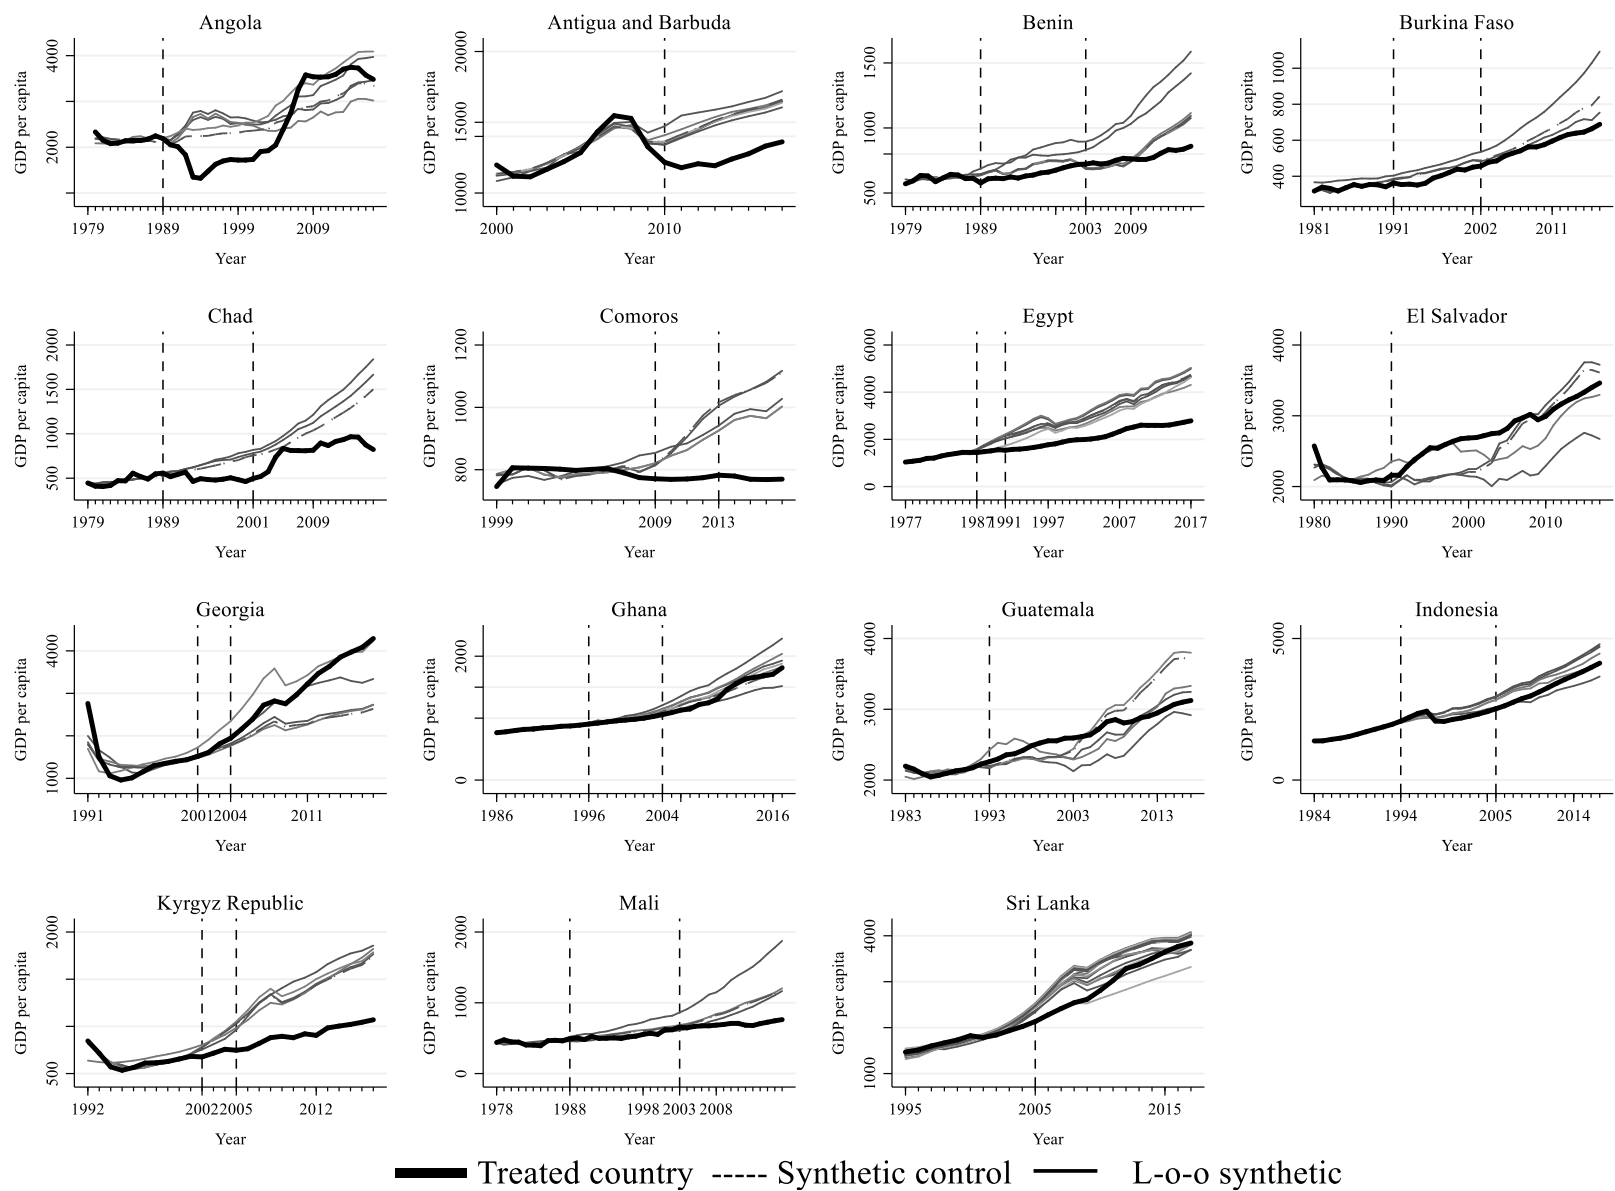 Angola
GDP per capita
2000 4000
1979 1989 1999 2009
Year
Antigua and Barbuda
GDP per capita
10000 15000 20000
2000 2010
Year
Benin
GDP per capita
500 1000 1500
1979 1989 2003 2009
Year
Burkina Faso
GDP per capita
400 600 800 1000
1981 1991 2002 2011
Year
Chad
GDP per capita
500 1000 1500 2000
1979 1989 2001 2009
Year
Comoros
GDP per capita
800 1000 1200
1999 2009 2013
Year
Egypt
GDP per capita
0 2000 4000 6000
1977 1987 1991 1997 2007 2017
Year
El Salvador
GDP per capita
2000 3000 4000
1980 1990 2000 2010
Year
Georgia
GDP per capita
1000 4000
1991 2001 2004 2011
Year
Ghana
GDP per capita
0 1000 2000
1986 1996 2004 2016
Year
Guatemala
GDP per capita
2000 3000 4000
1983 1993 2003 2013
Year
Indonesia
GDP per capita
0 5000
1984 1994 2005 2014
Year
Kyrgyz Republic
GDP per capita
500 2000
1992 2002 2005 2012
Year
Mali
GDP per capita
0 1000 2000
1978 1988 1998 2003 2008
Year
Sri Lanka
GDP per capita
1000 4000
1995 2005 2015
Year
Treated country Synthetic control L-o-o synthetic